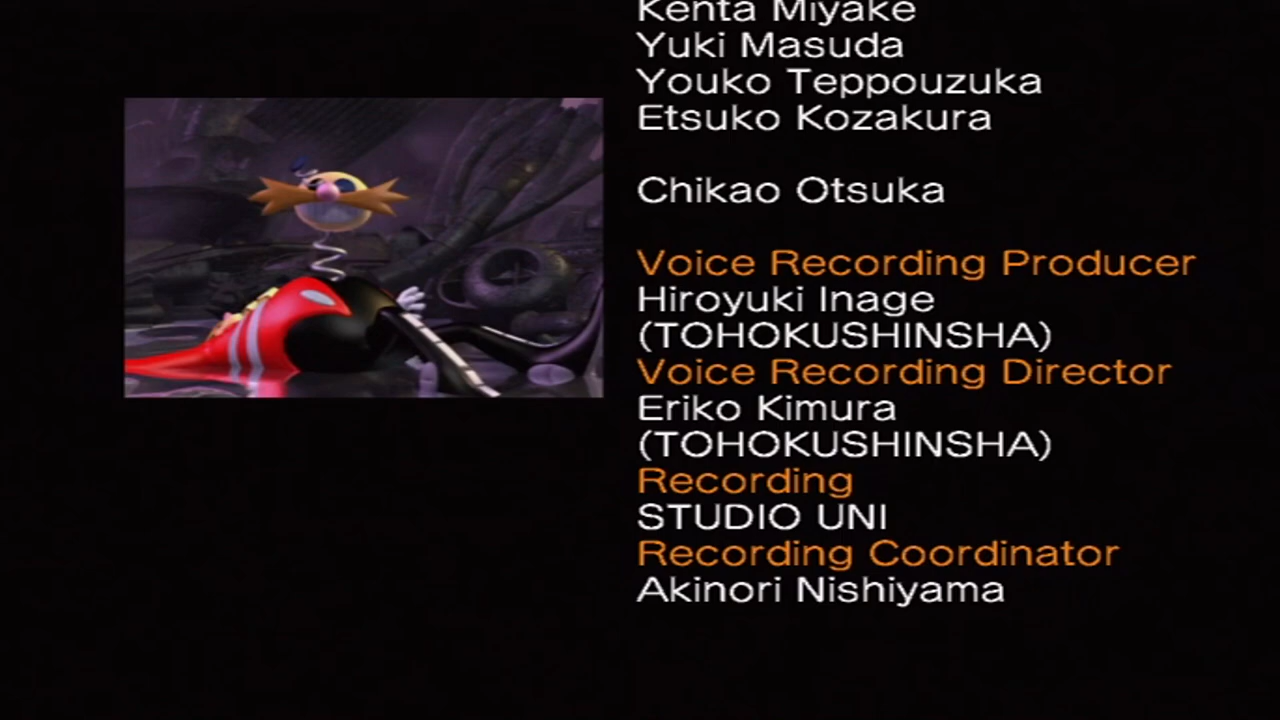 Kenta Miyake
Yuki Masuda
Youko Teppouzuka
Etsuko Kozakura
Chikao Otsuka
Voice Recording Producer
Hiroyuki Inage
(TOHOKUSHINSHA)
Voice Recording Director
Eriko Kimura
(TOHOKUSHINSHA)
Recording
STUDIO UNI
Recording Coordinator
Akinori Nishiyama